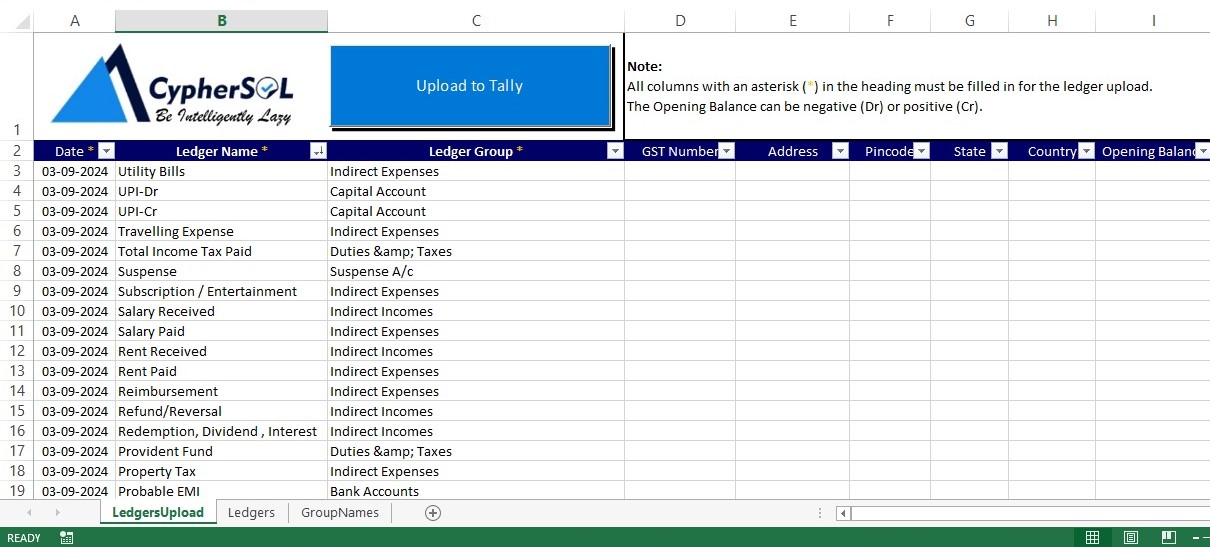 A B C D E F G H I
CypherSOL
Be Intelligently Lazy
Upload to Tally
Note:
All columns with an asterisk (*) in the heading must be filled in for the ledger upload.
The Opening Balance can be negative (Dr) or positive (Cr).
1
2 Date * Ledger Name * Ledger Group * GST Number Address Pincode State Country Opening Balanc
3 03-09-2024 Utility Bills Indirect Expenses
4 03-09-2024 UPI-Dr Capital Account
5 03-09-2024 UPI-Cr Capital Account
6 03-09-2024 Travelling Expense Indirect Expenses
7 03-09-2024 Total Income Tax Paid Duties &amp; Taxes
8 03-09-2024 Suspense Suspense A/c
9 03-09-2024 Subscription / Entertainment Indirect Expenses
10 03-09-2024 Salary Received Indirect Incomes
11 03-09-2024 Salary Paid Indirect Expenses
12 03-09-2024 Rent Received Indirect Incomes
13 03-09-2024 Rent Paid Indirect Expenses
14 03-09-2024 Reimbursement Indirect Expenses
15 03-09-2024 Refund/Reversal Indirect Incomes
16 03-09-2024 Redemption, Dividend , Interest Indirect Incomes
17 03-09-2024 Provident Fund Duties &amp; Taxes
18 03-09-2024 Property Tax Indirect Expenses
19 03-09-2024 Probable EMI Bank Accounts
LedgersUpload Ledgers GroupNames
READY